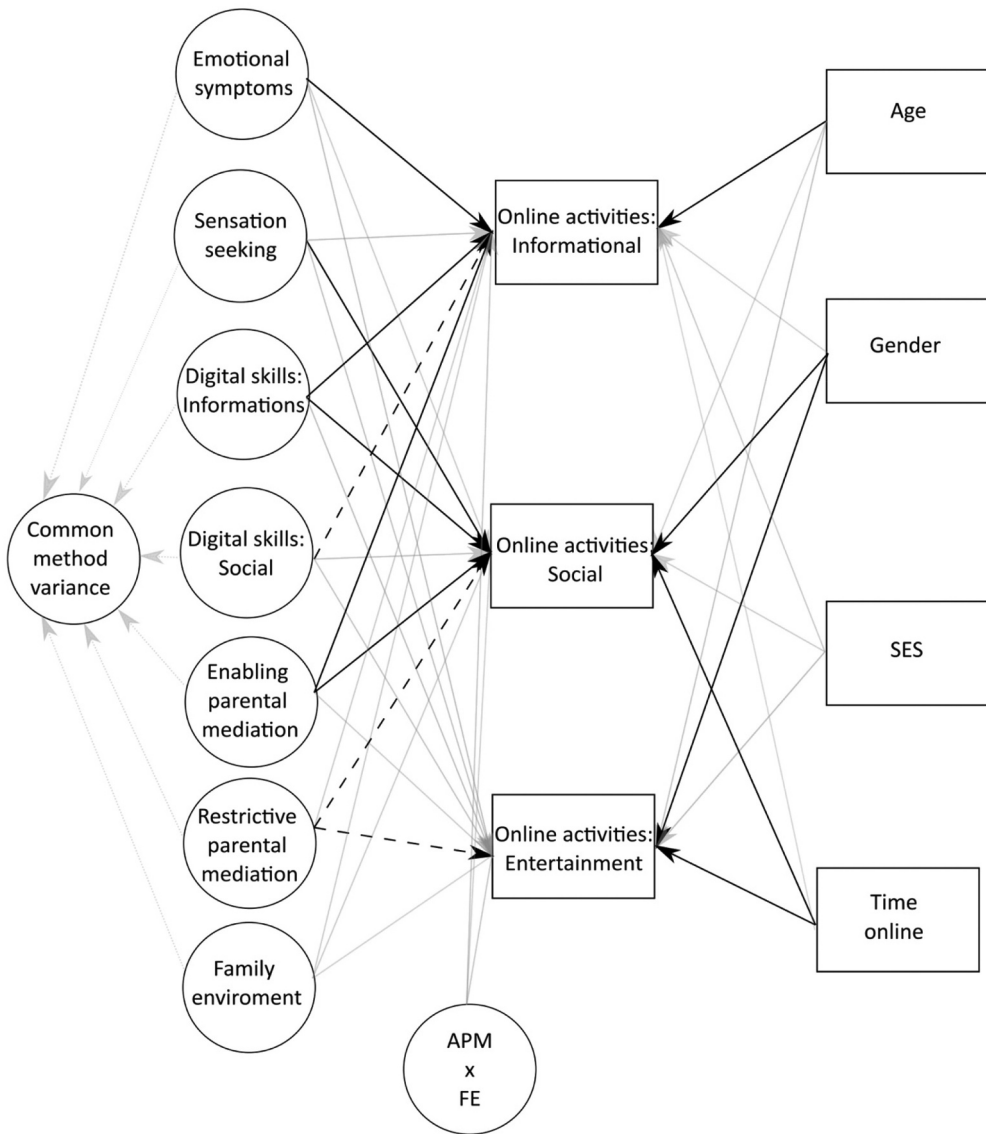 Emotional
symptoms
Sensation
seeking
Digital skills:
Informations
Digital skills:
Social
Common
method
variance
Enabling
parental
mediation
Restrictive
parental
mediation
Family
enviroment
Online activities:
Informational
Online activities:
Social
Online activities:
Entertainment
APM
x
FE
Age
Gender
SES
Time
online